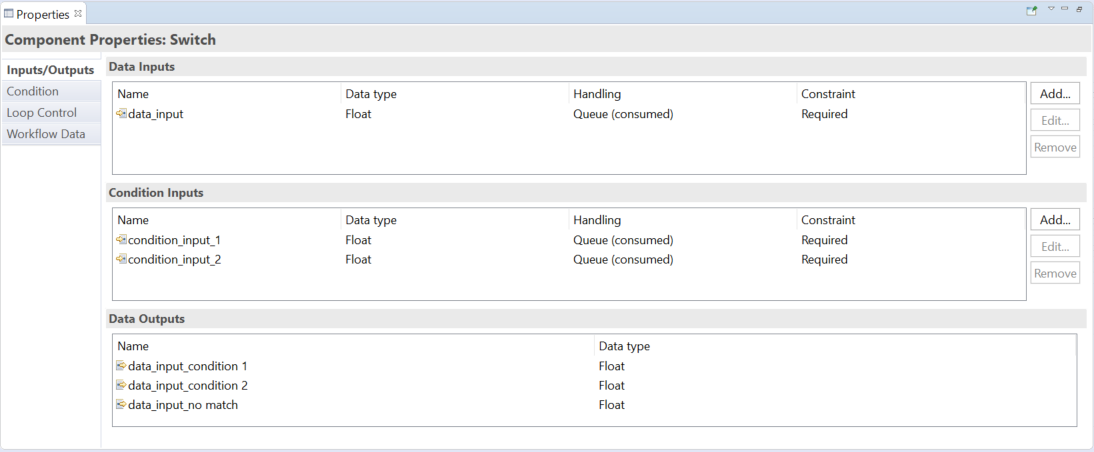 Properties
Component Properties: Switch
Inputs/Outputs
Condition
Loop Control
Workflow Data
Data Inputs
Name Data type Handling Constraint
data_input Float Queue (consumed) Required
Add...
Edit...
Remove
Condition Inputs
Name Data type Handling Constraint
condition_input_1 Float Queue (consumed) Required
condition_input_2 Float Queue (consumed) Required
Add...
Edit...
Remove
Data Outputs
Name Data type
data_input_condition 1 Float
data_input_condition 2 Float
data_input_no match Float